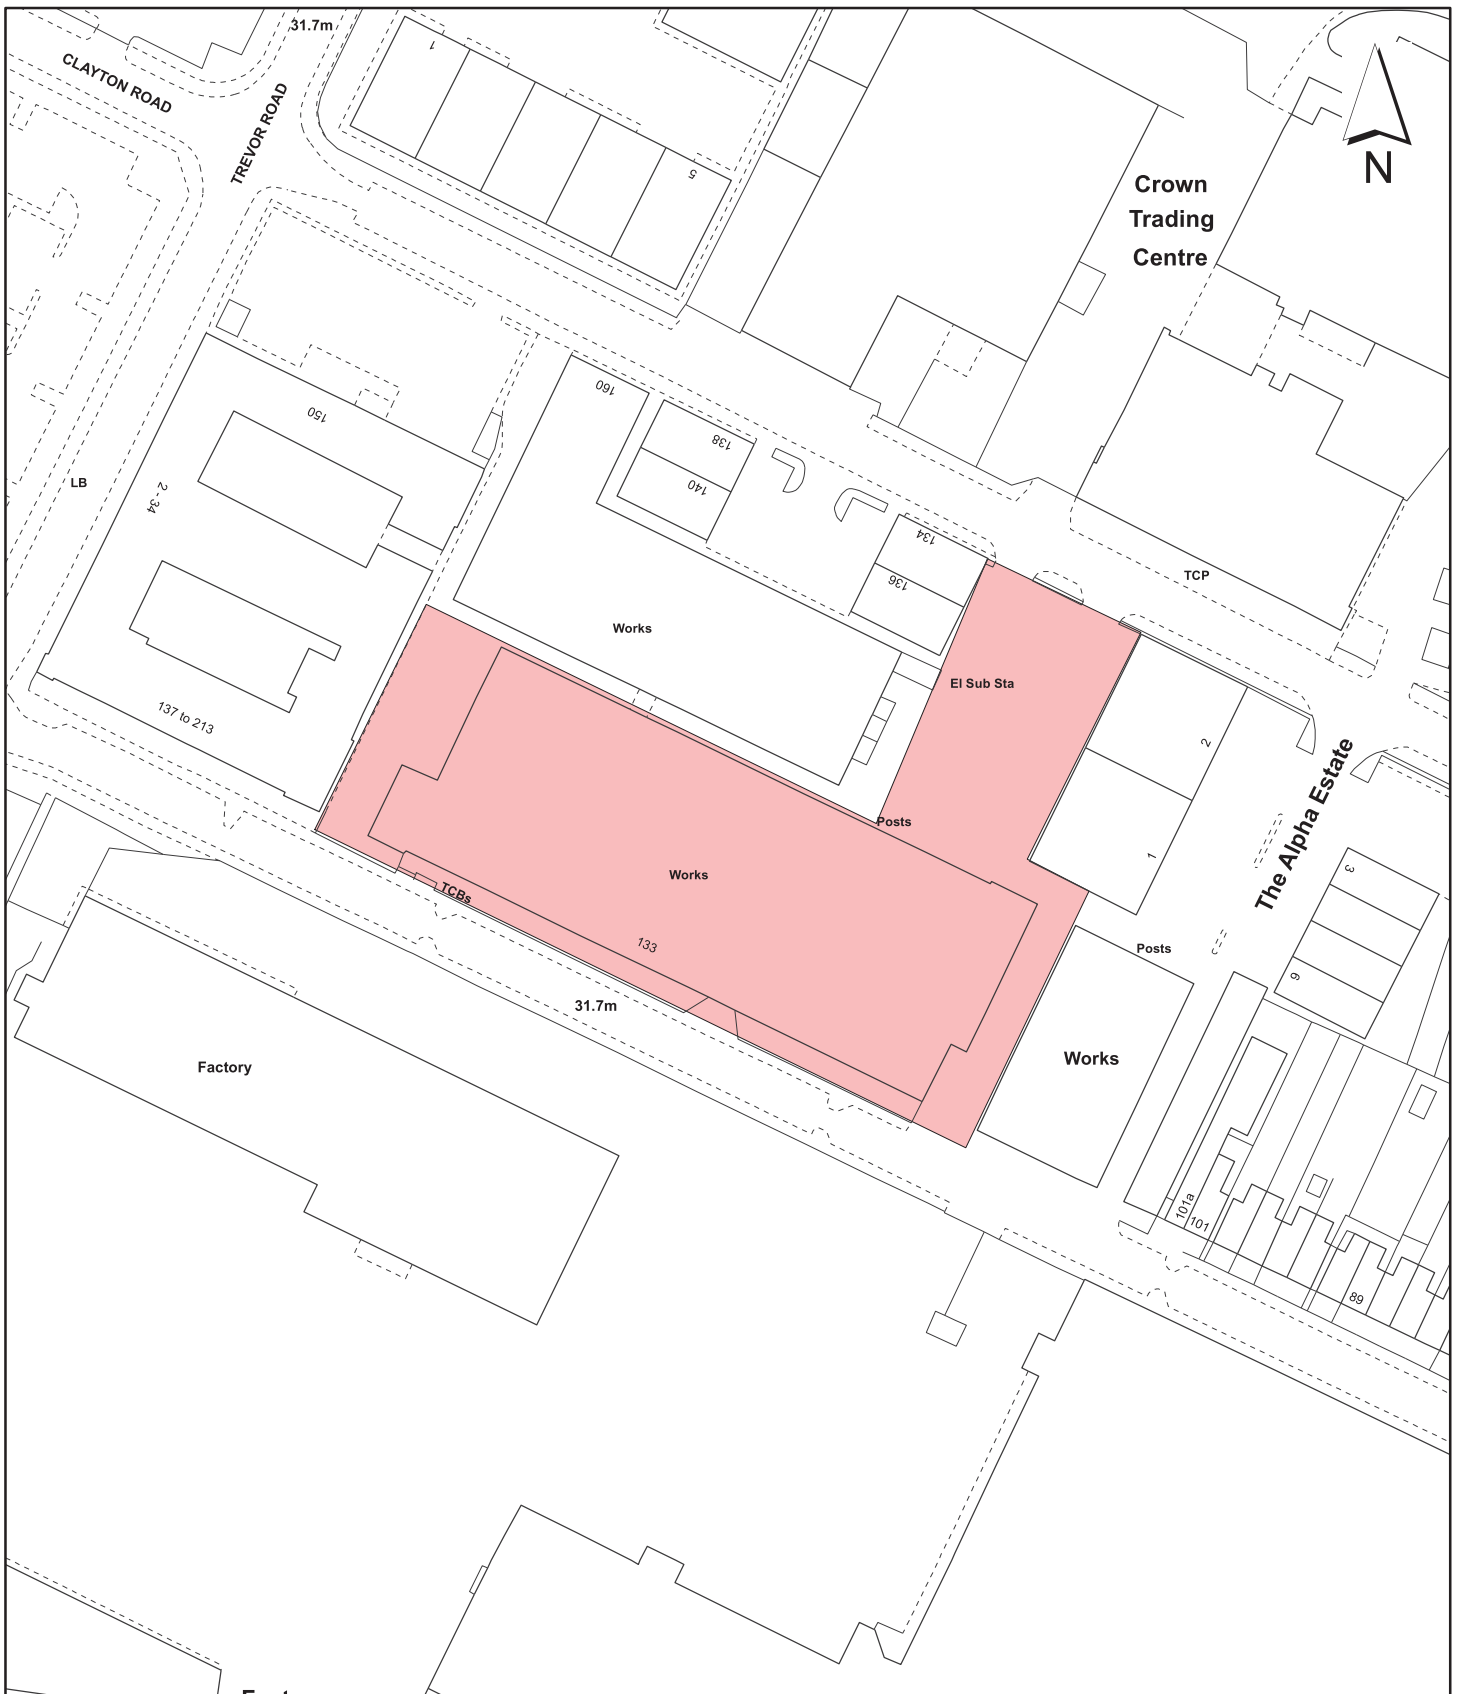 31.7m
1
CLAYTON ROAD
TREVOR ROAD
N
5
Crown
Trading
Centre
160
150
138
140
LB
2 - 34
134
136
TCP
Works
El Sub Sta
137 to 213
2
The Alpha Estate
Posts
1
Works
3
TCBs
133
Posts
9
31.7m
Works
Factory
101a
101
89